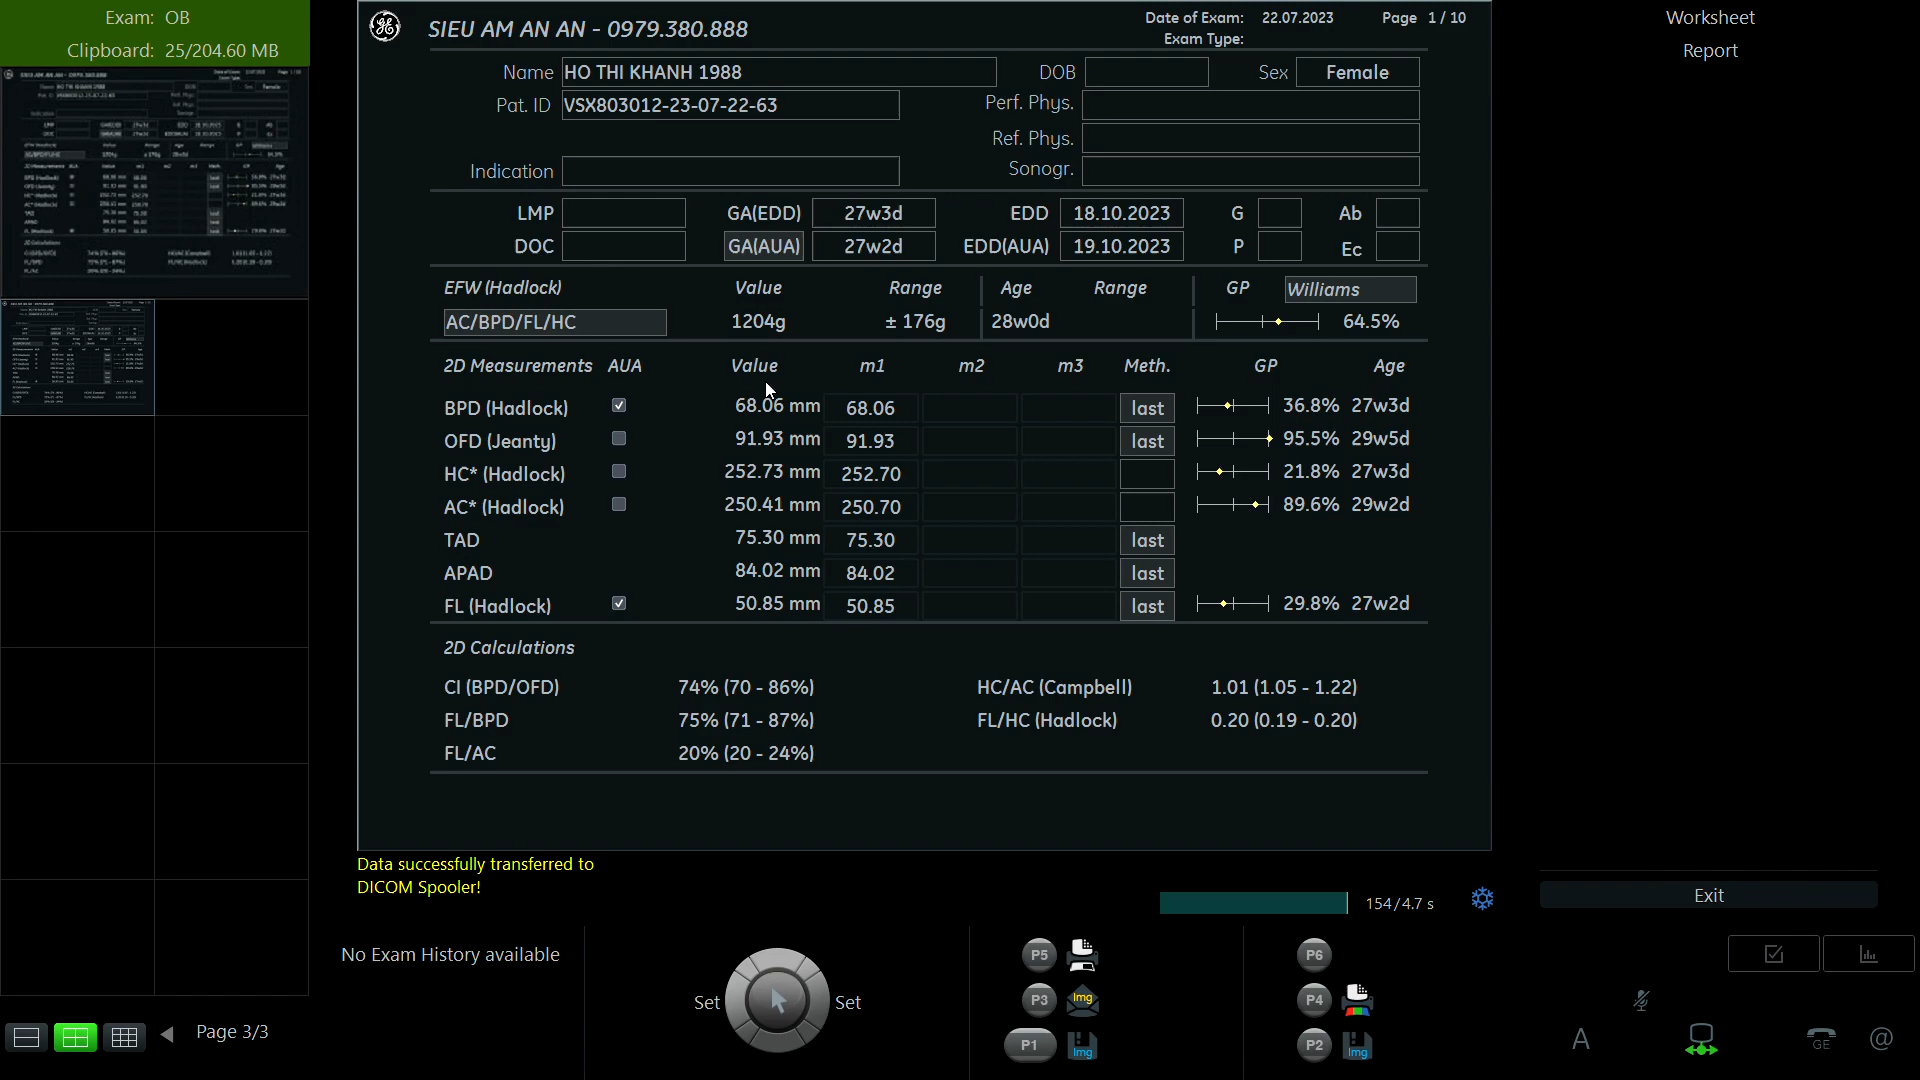 Exam: OB
Clipboard: 25/204.60 MB
SIEU AM AN AN - 0979.380.888
Date of Exam: 22.07.2023 Page 1 / 10
Exam Type:
Name HO THI KHANH 1988 DOB Sex Female
Pat. ID VSX803012-23-07-22-63 Perf. Phys.
Ref. Phys.
Indication Sonogr.
LMP GA(EDD) 27w3d EDD 18.10.2023 G Ab
DOC GA(AUA) 27w2d EDD(AUA) 19.10.2023 P Ec
EFW (Hadlock) Value Range Age Range GP Williams
AC/BPD/FL/HC 1204g ± 176g 28w0d 64.5%
2D Measurements AUA Value m1 m2 m3 Meth. GP Age
BPD (Hadlock) 68.06 mm 68.06 last 36.8% 27w3d
OFD (Jeanty) 91.93 mm 91.93 last 95.5% 29w5d
HC* (Hadlock) 252.73 mm 252.70 21.8% 27w3d
AC* (Hadlock) 250.41 mm 250.70 89.6% 29w2d
TAD 75.30 mm 75.30 last
APAD 84.02 mm 84.02 last
FL (Hadlock) 50.85 mm 50.85 last 29.8% 27w2d
2D Calculations
CI (BPD/OFD) 74% (70 - 86%) HC/AC (Campbell) 1.01 (1.05 - 1.22)
FL/BPD 75% (71 - 87%) FL/HC (Hadlock) 0.20 (0.19 - 0.20)
FL/AC 20% (20 - 24%)
Data successfully transferred to
DICOM Spooler!
154/4.7 s
Worksheet
Report
Exit
No Exam History available
Set Set
P5 P6
P3 Img P4
P1 Img P2 Img
Page 3/3
A GE @